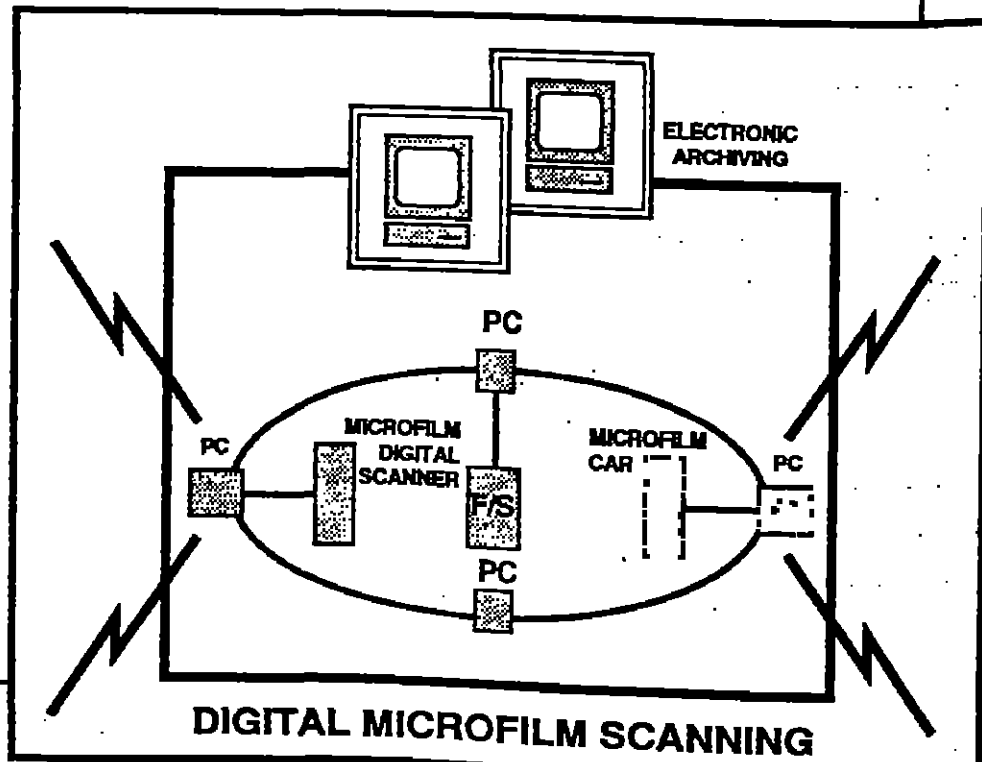 ELECTRONIC
ARCHIVING
PC
MICROFILM
DIGITAL
SCANNER
MICROFILM
CAR
PC
PC
F/S
PC
DIGITAL MICROFILM SCANNING